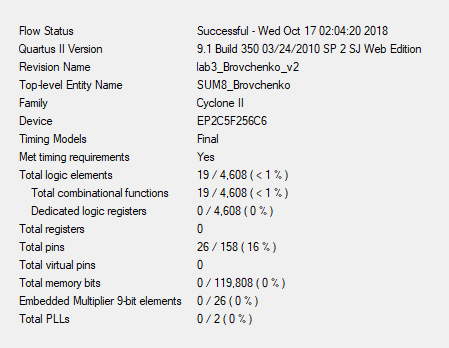 Flow Status Successful - Wed Oct 17 02:04:20 2018
Quartus II Version 9.1 Build 350 03/24/2010 SP 2 SJ Web Edition
Revision Name lab3_Brovchenko_v2
Top-level Entity Name SUM8_Brovchenko
Family Cyclone II
Device EP2C5F256C6
Timing Models Final
Met timing requirements Yes
Total logic elements 19 / 4,608 ( < 1 % )
Total combinational functions 19 / 4,608 ( < 1 % )
Dedicated logic registers 0 / 4,608 ( 0 % )
Total registers 0
Total pins 26 / 158 ( 16 % )
Total virtual pins 0
Total memory bits 0 / 119,808 ( 0 % )
Embedded Multiplier 9-bit elements 0 / 26 ( 0 % )
Total PLLs 0 / 2 ( 0 % )